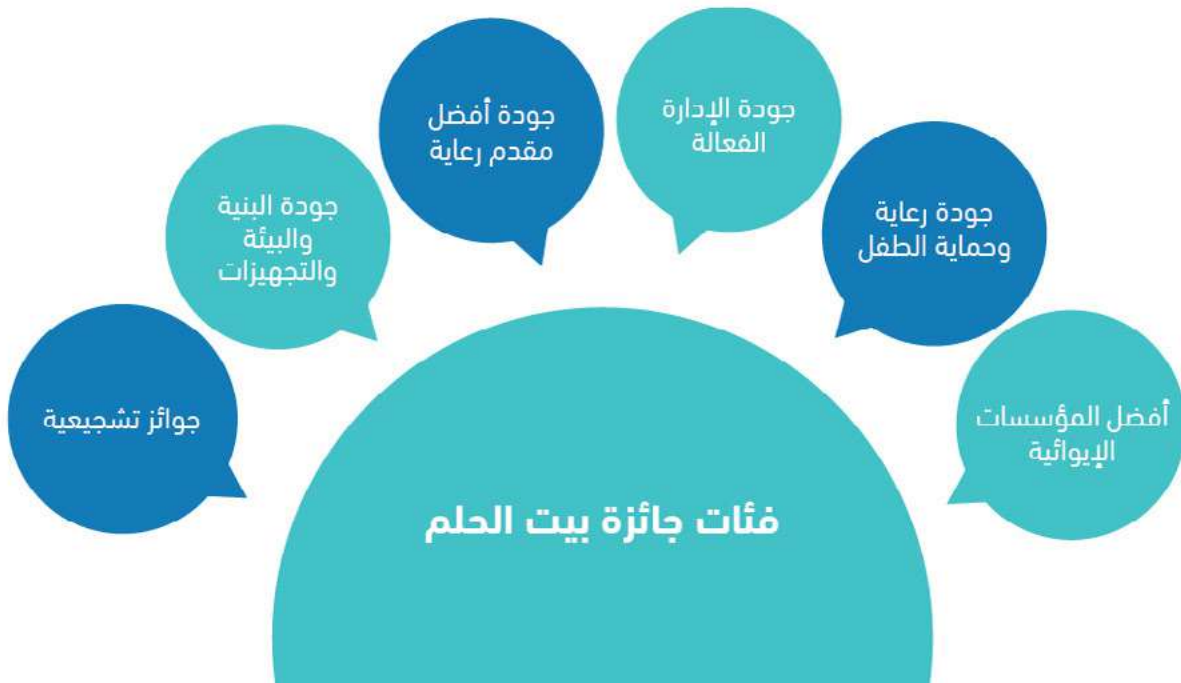 فئات جائزة بيت الحلم
أفضل المؤسسات
الإيوائية
جودة رعاية
وحماية الطفل
جودة الإدارة
الفعالة
جودة أفضل
مقدم رعاية
جودة البنية
والبيئة
والتجهيزات
جوائز تشجيعية